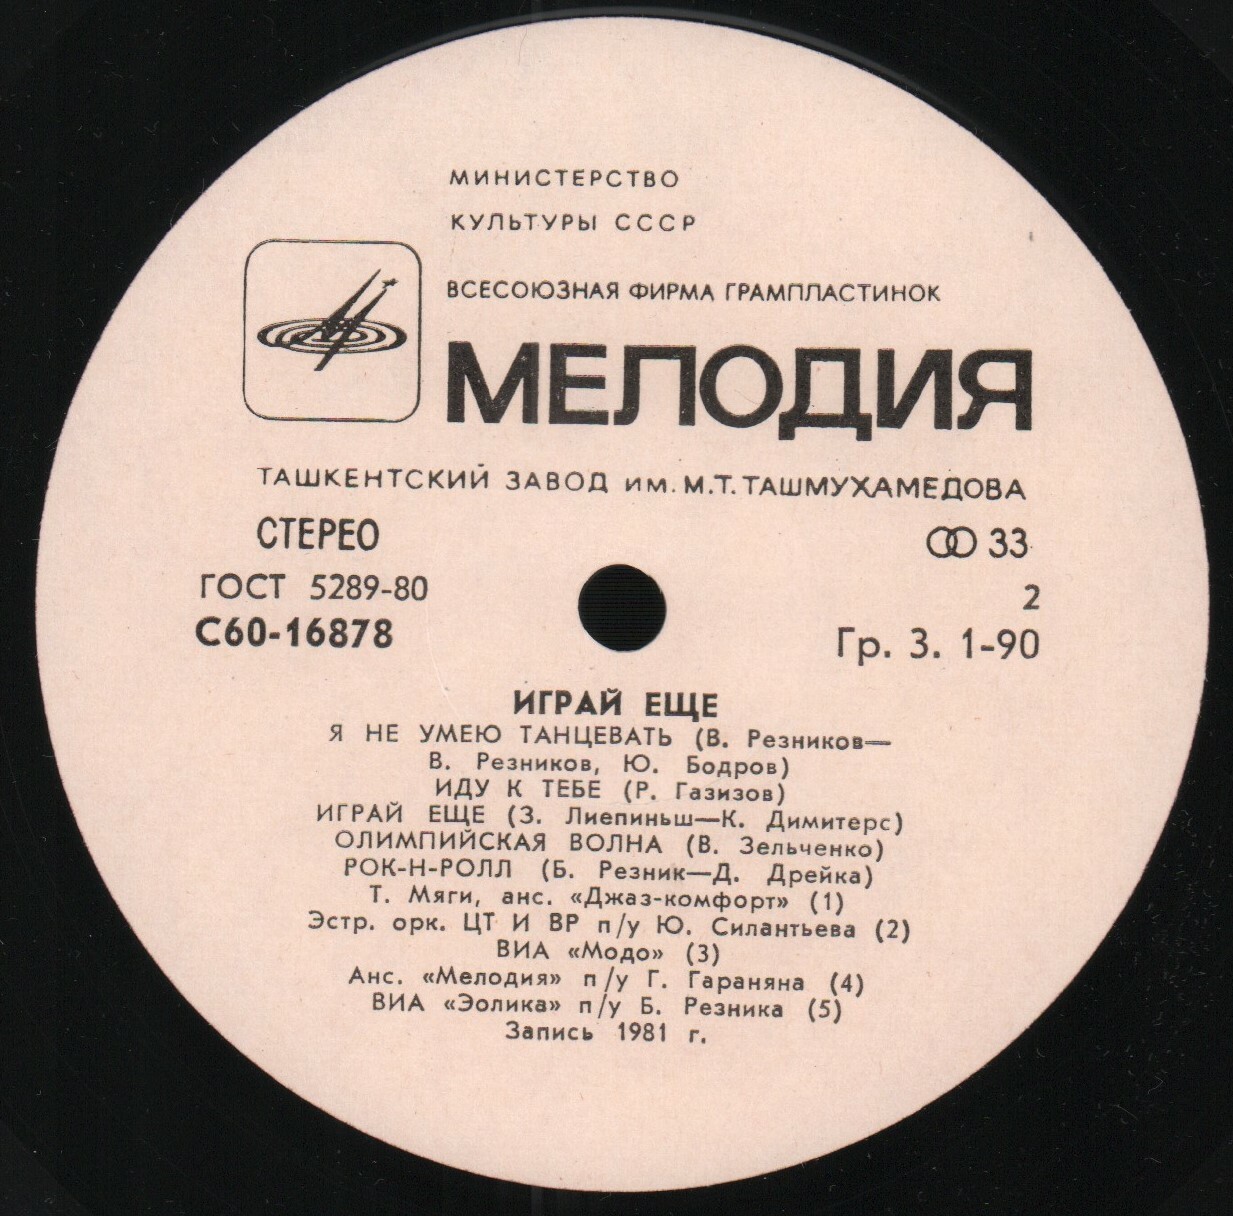 МИНИСТЕРСТВО
КУЛЬТУРЫ СССР
ВСЕСОЮЗНАЯ ФИРМА ГРАМПЛАСТИНОК
МЕЛОДИЯ
ТАШКЕНТСКИЙ ЗАВОД им. М.Т. ТАШМУХАМЕДОВА
СТЕРЕО
33
ГОСТ 5289-80
2
С60-16878
Гр. 3. 1-90
ИГРАЙ ЕЩЕ
Я НЕ УМЕЮ ТАНЦЕВАТЬ (В. Резников—
В. Резников, Ю. Бодров)
ИДУ К ТЕБЕ (Р. Газизов)
ИГРАЙ ЕЩЕ (З. Лиепиньш—К. Димитерс)
ОЛИМПИЙСКАЯ ВОЛНА (В. Зельченко)
РОК-Н-РОЛЛ (Б. Резник—Д. Дрейка)
Т. Мяги, анс. «Джаз-комфорт» (1)
Эстр. орк. ЦТ И ВР п/у Ю. Силантьева (2)
ВИА «Модо» (3)
Анс. «Мелодия» п/у Г. Гараняна (4)
ВИА «Эолика» п/у Б. Резника (5)
Запись 1981 г.